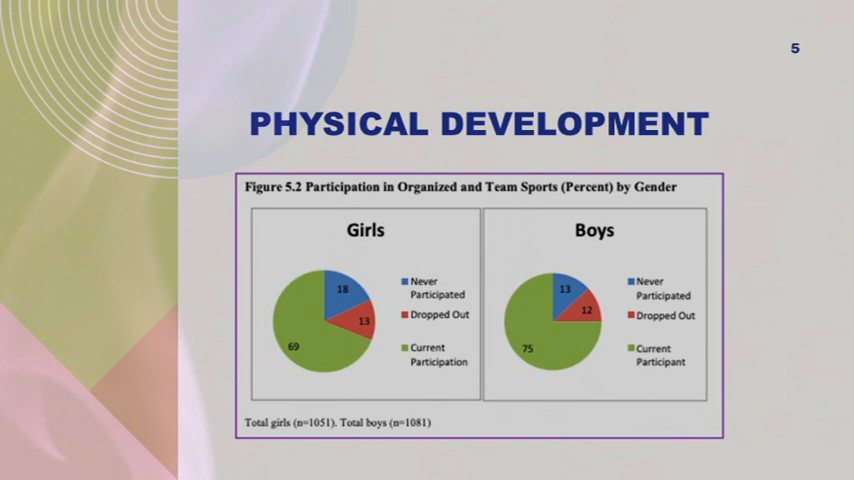 5
PHYSICAL DEVELOPMENT
Figure 5.2 Participation in Organized and Team Sports (Percent) by Gender
Girls
18
13
69
Never
Participated
Dropped Out
Current
Participation
Boys
13
12
75
Never
Participated
Dropped Out
Current
Participant
Total girls (n=1051). Total boys (n=1081)